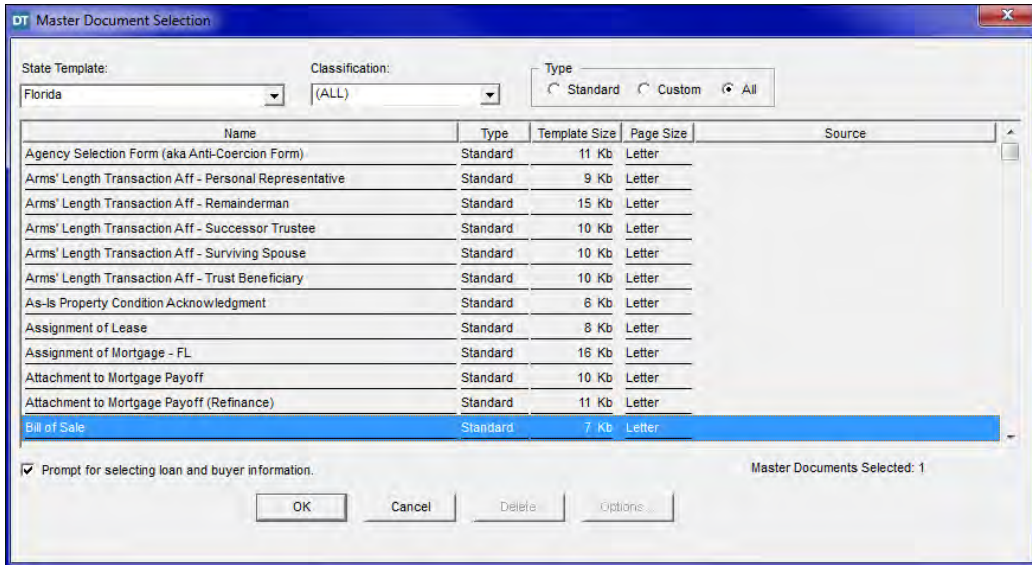 DT Master Document Selection X
State Template: Classification: Type
Florida (ALL) Standard Custom All
Name Type Template Size Page Size Source
Agency Selection Form (aka Anti-Coercion Form) Standard 11 Kb Letter
Arms' Length Transaction Aff - Personal Representative Standard 9 Kb Letter
Arms' Length Transaction Aff - Remainderman Standard 15 Kb Letter
Arms' Length Transaction Aff - Successor Trustee Standard 10 Kb Letter
Arms' Length Transaction Aff - Surviving Spouse Standard 10 Kb Letter
Arms' Length Transaction Aff - Trust Beneficiary Standard 10 Kb Letter
As-Is Property Condition Acknowledgment Standard 6 Kb Letter
Assignment of Lease Standard 8 Kb Letter
Assignment of Mortgage - FL Standard 16 Kb Letter
Attachment to Mortgage Payoff Standard 10 Kb Letter
Attachment to Mortgage Payoff (Refinance) Standard 11 Kb Letter
Bill of Sale Standard 7 Kb Letter
Prompt for selecting loan and buyer information. Master Documents Selected: 1
OK Cancel Delete Options...